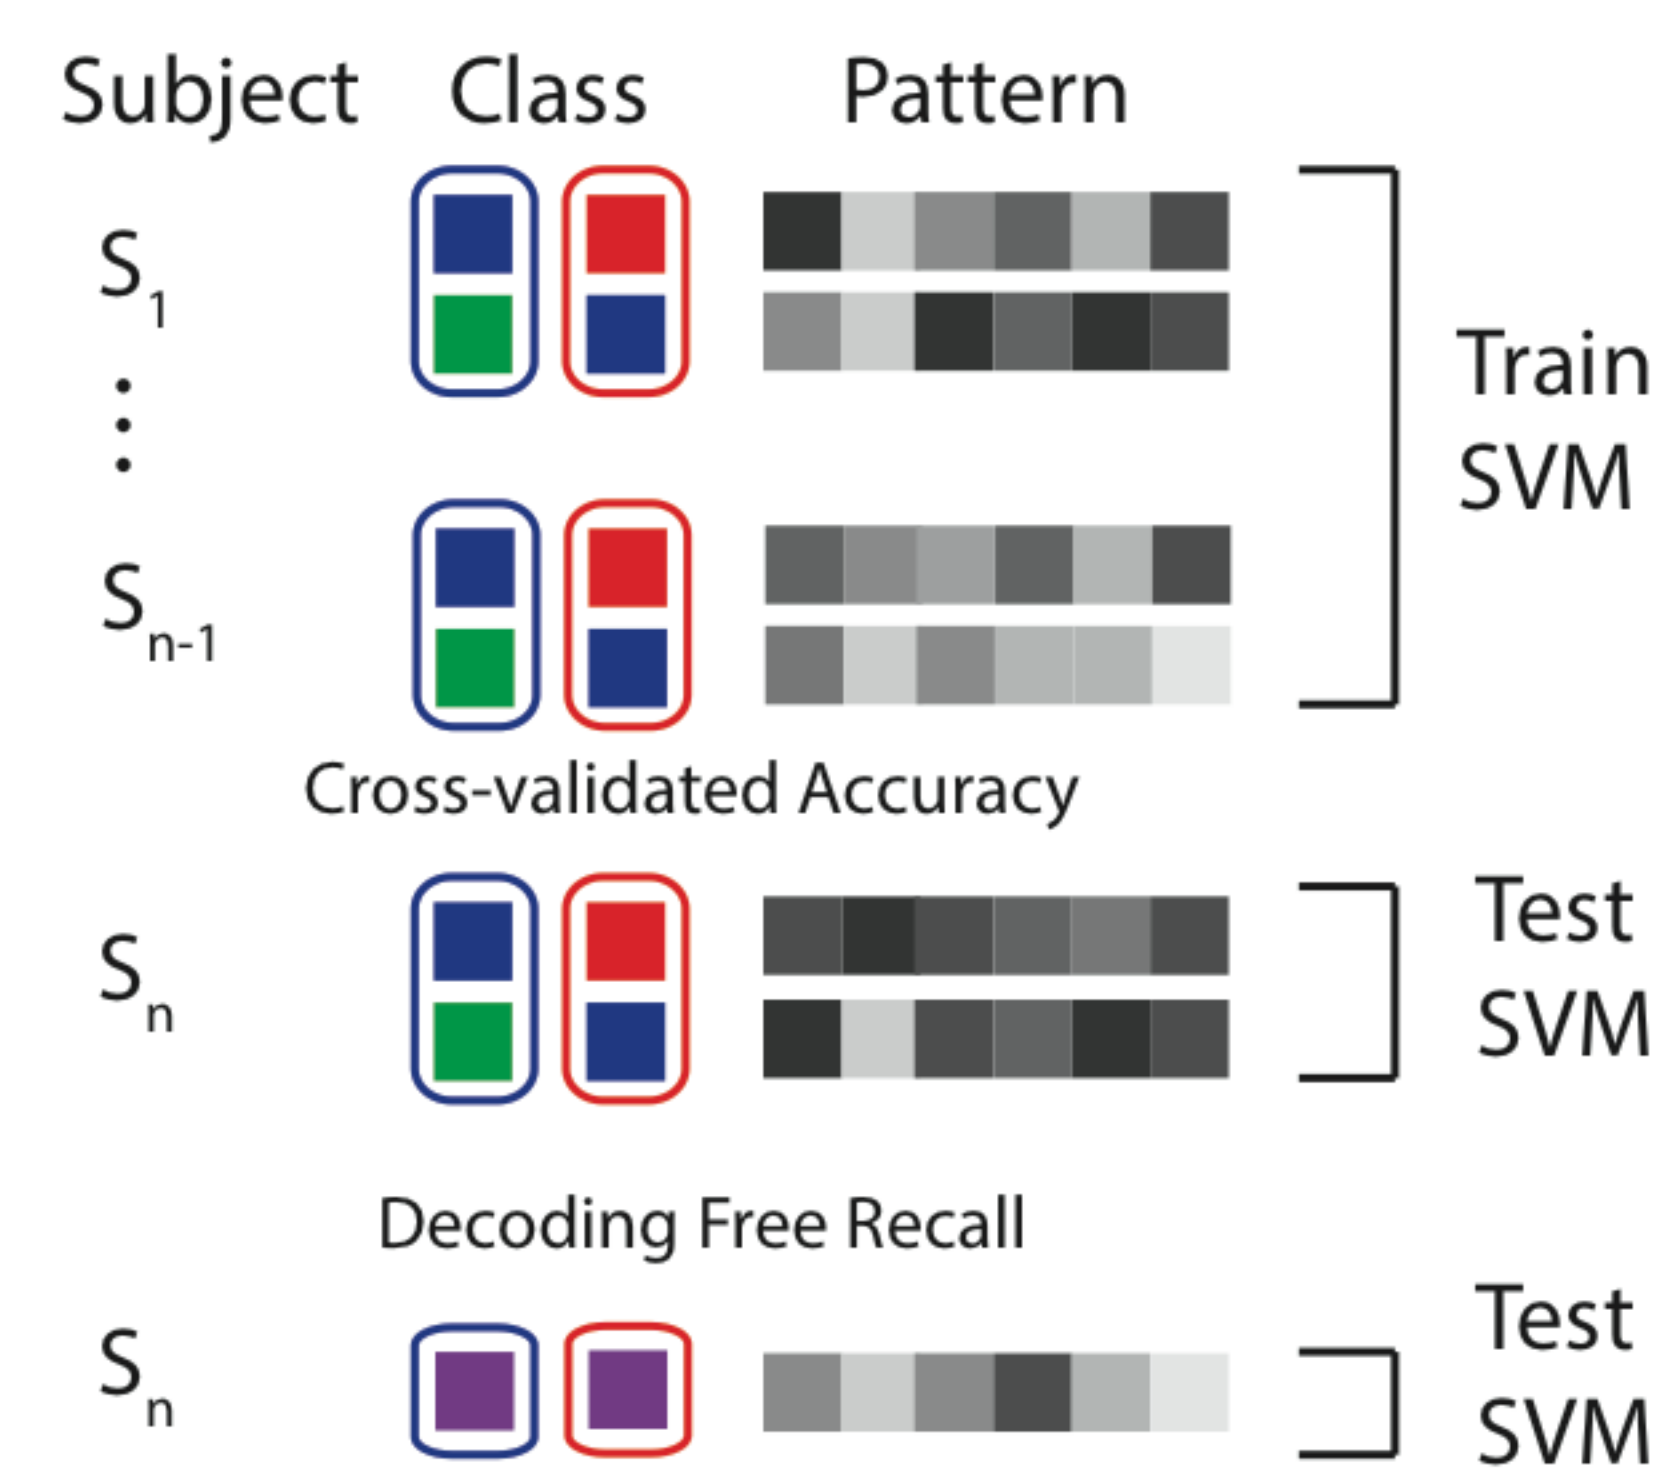 Subject Class Pattern
S1
Train
SVM
Sn-1
Cross-validated Accuracy
Sn
Test
SVM
Decoding Free Recall
Sn
Test
SVM